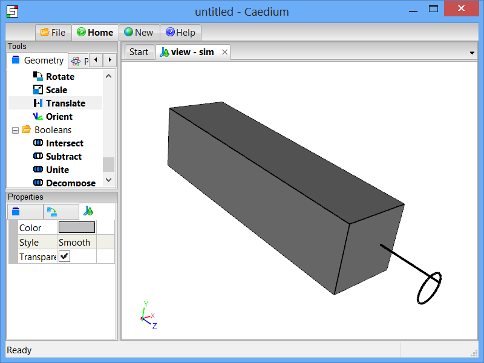 untitled - Caedium
File Home New Help
Tools
Geometry
Rotate
Scale
Translate
Orient
Booleans
Intersect
Subtract
Unite
Decompose
Properties
Color
Style Smooth
Transpare
Start view - sim
Y
X
Z
Ready